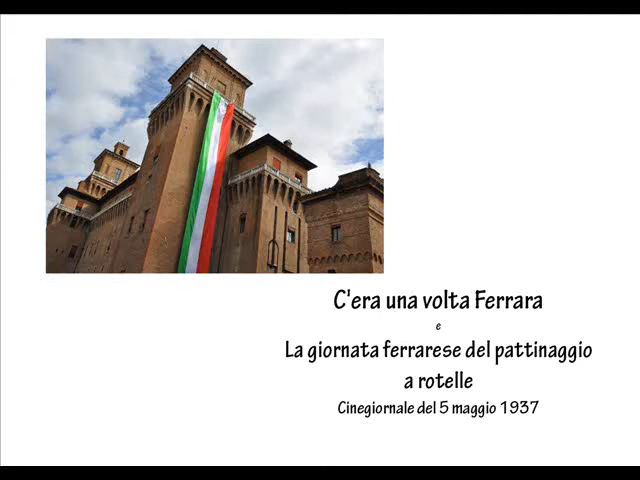 C'era una volta Ferrara
e
La giornata ferrarese del pattinaggio
a rotelle
Cinegiornale del 5 maggio 1937